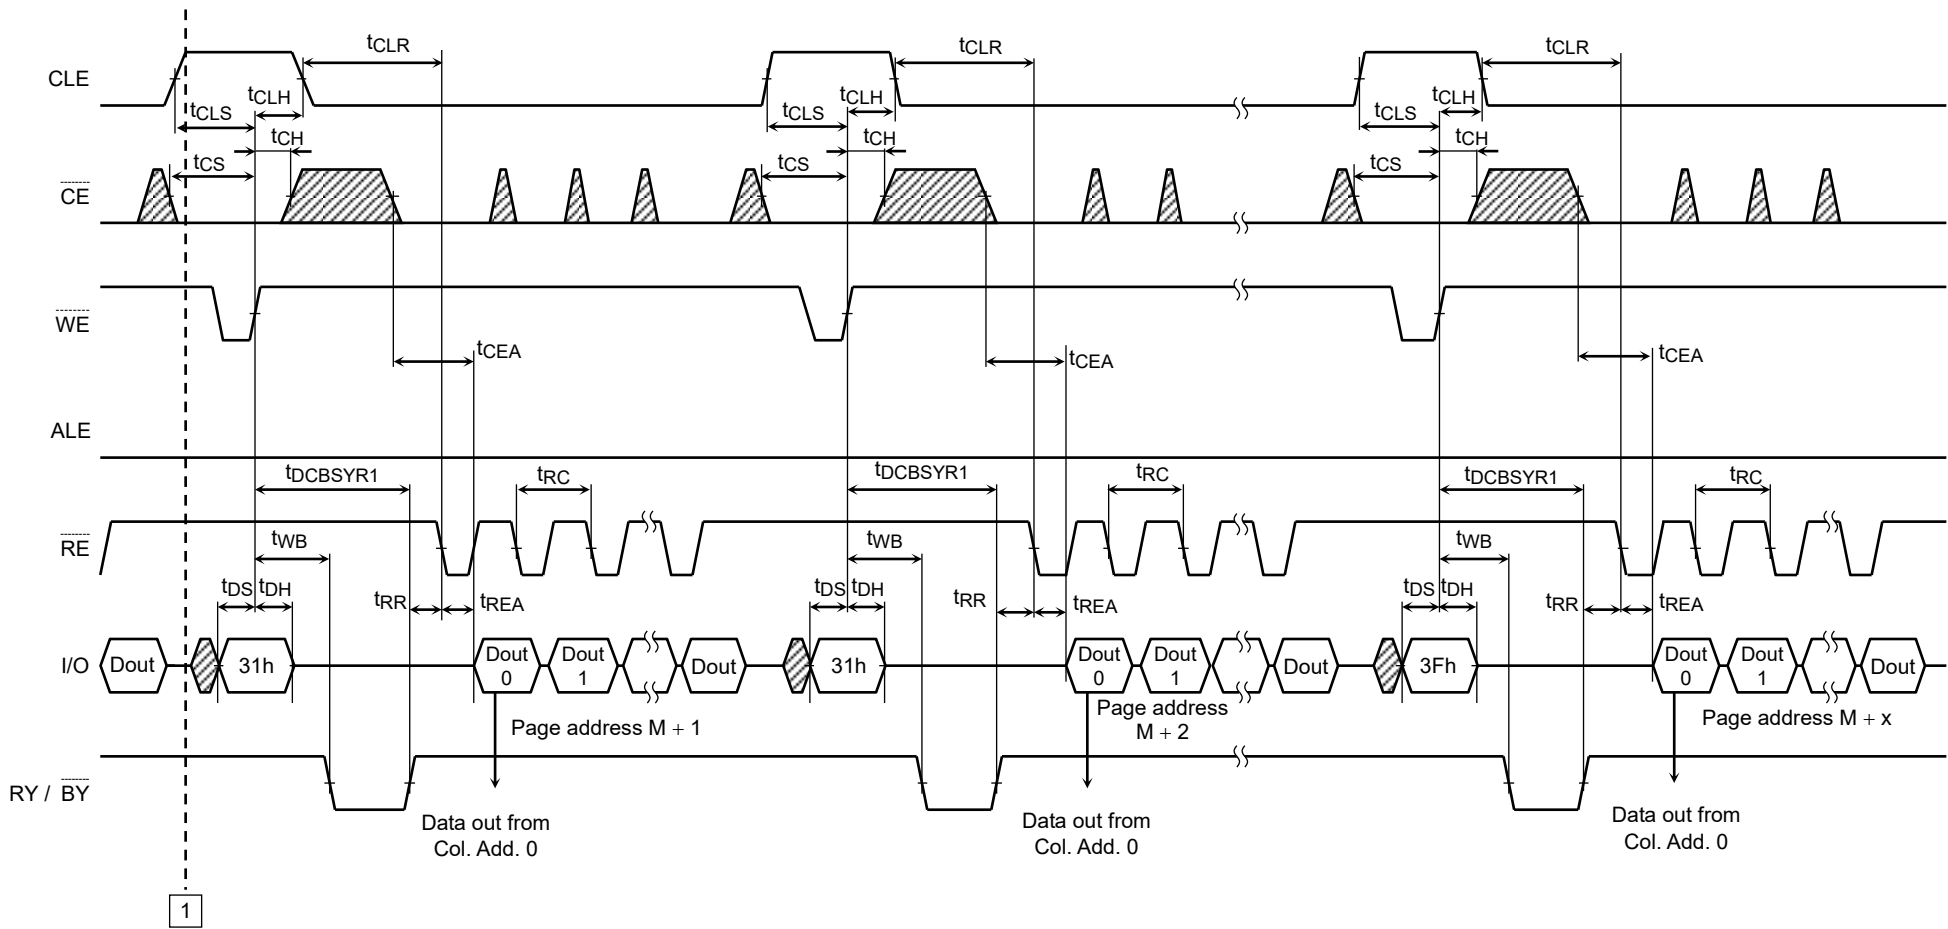 tCLR tCLR tCLR
CLE
tCLH tCLH tCLH
tCLS tCLS tCLS
tCH tCH tCH
tCS tCS tCS
CE
WE
tCEA tCEA tCEA
ALE
tDCBSYR1 tRC tDCBSYR1 tRC tDCBSYR1 tRC
RE
tWB tWB tWB
tDS tDH tRR tREA tDS tDH tRR tREA tDS tDH tRR tREA
I/O
Dout 31h Dout 0 Dout 1 Dout 31h Dout 0 Dout 1 Dout 3Fh Dout 0 Dout 1 Dout
Page address M + 1
Page address
M + 2
Page address M + x
RY / BY
Data out from
Col. Add. 0
Data out from
Col. Add. 0
Data out from
Col. Add. 0
1